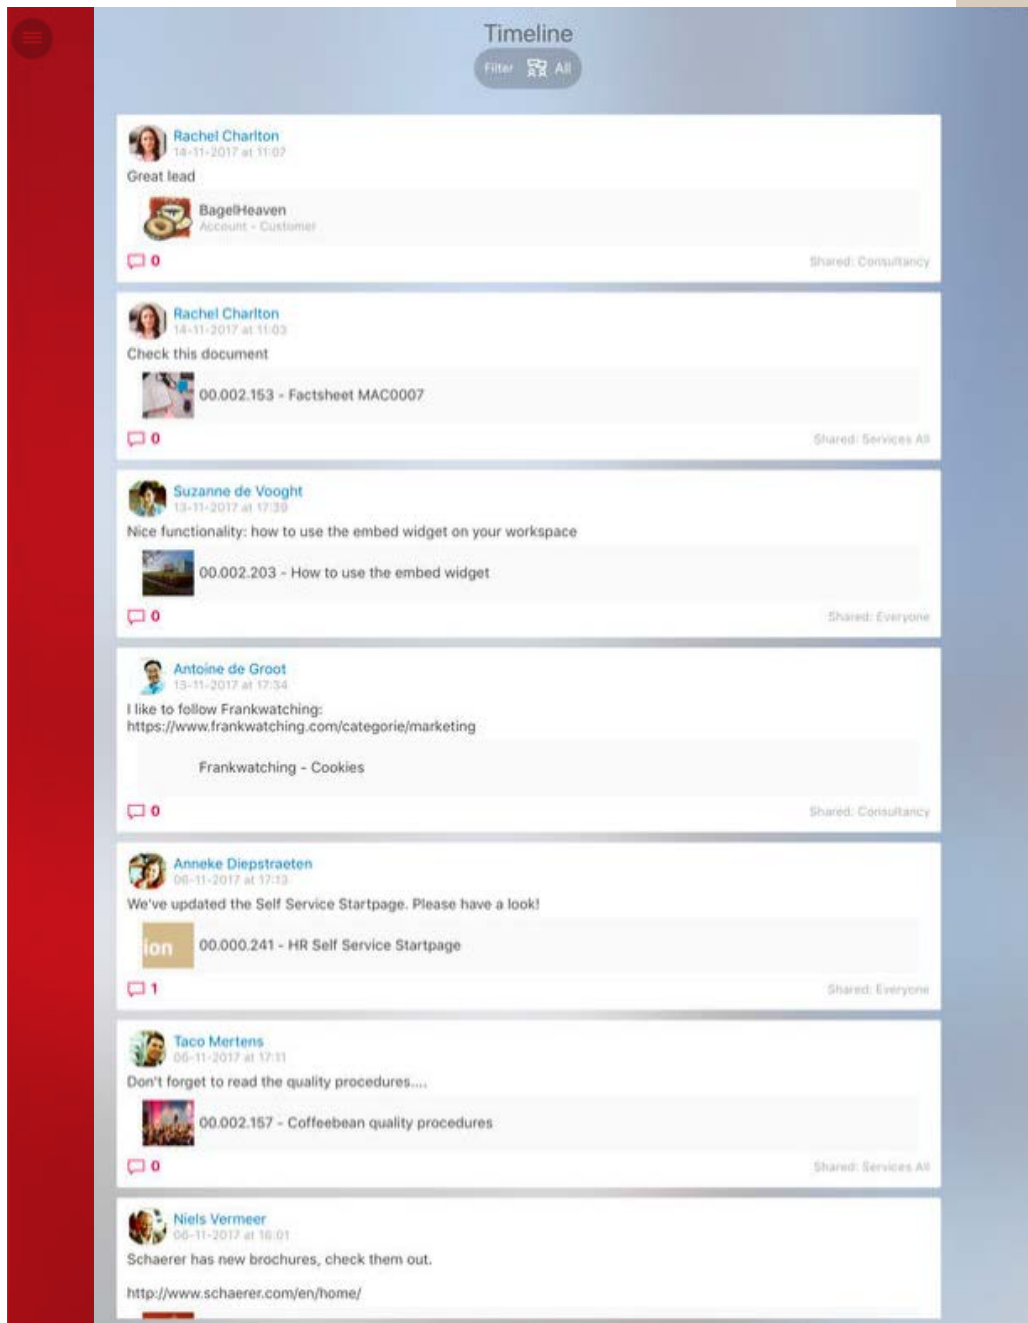 Timeline
Filter All
Rachel Charlton
14-11-2017 at 11:07
Great lead
BagelHeaven
Account - Customer
0
Shared: Consultancy
Rachel Charlton
14-11-2017 at 11:03
Check this document
00.002.153 - Factsheet MAC0007
0
Shared: Services All
Suzanne de Vooght
13-11-2017 at 17:39
Nice functionality: how to use the embed widget on your workspace
00.002.203 - How to use the embed widget
0
Shared: Everyone
Antoine de Groot
13-11-2017 at 17:34
I like to follow Frankwatching:
https://www.frankwatching.com/categorie/marketing
Frankwatching - Cookies
0
Shared: Consultancy
Anneke Diepstraeten
06-11-2017 at 17:13
We've updated the Self Service Startpage. Please have a look!
ion
00.000.241 - HR Self Service Startpage
1
Shared: Everyone
Taco Mertens
06-11-2017 at 17:11
Don't forget to read the quality procedures....
00.002.157 - Coffeebean quality procedures
0
Shared: Services All
Niels Vermeer
06-11-2017 at 16:01
Schaerer has new brochures, check them out.
http://www.schaerer.com/en/home/